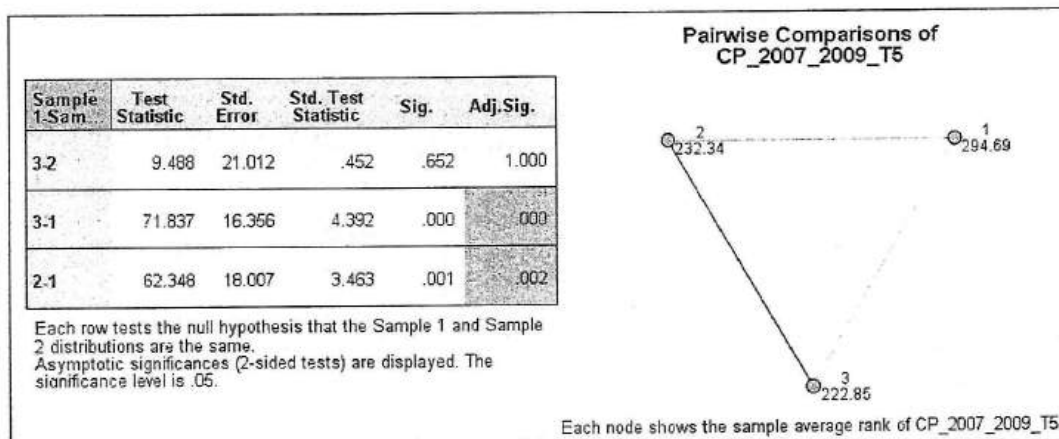 Sample 1-Sam... Test Statistic Std. Error Std. Test Statistic Sig. Adj.Sig.
3-2 9.488 21.012 .452 .652 1.000
3-1 71.837 16.356 4.392 .000 .000
2-1 62.348 18.007 3.463 .001 .002
Each row tests the null hypothesis that the Sample 1 and Sample
2 distributions are the same.
Asymptotic significances (2-sided tests) are displayed. The
significance level is .05.
Pairwise Comparisons of
CP_2007_2009_T5
2
232.34
1
294.69
3
222.85
Each node shows the sample average rank of CP_2007_2009_T5